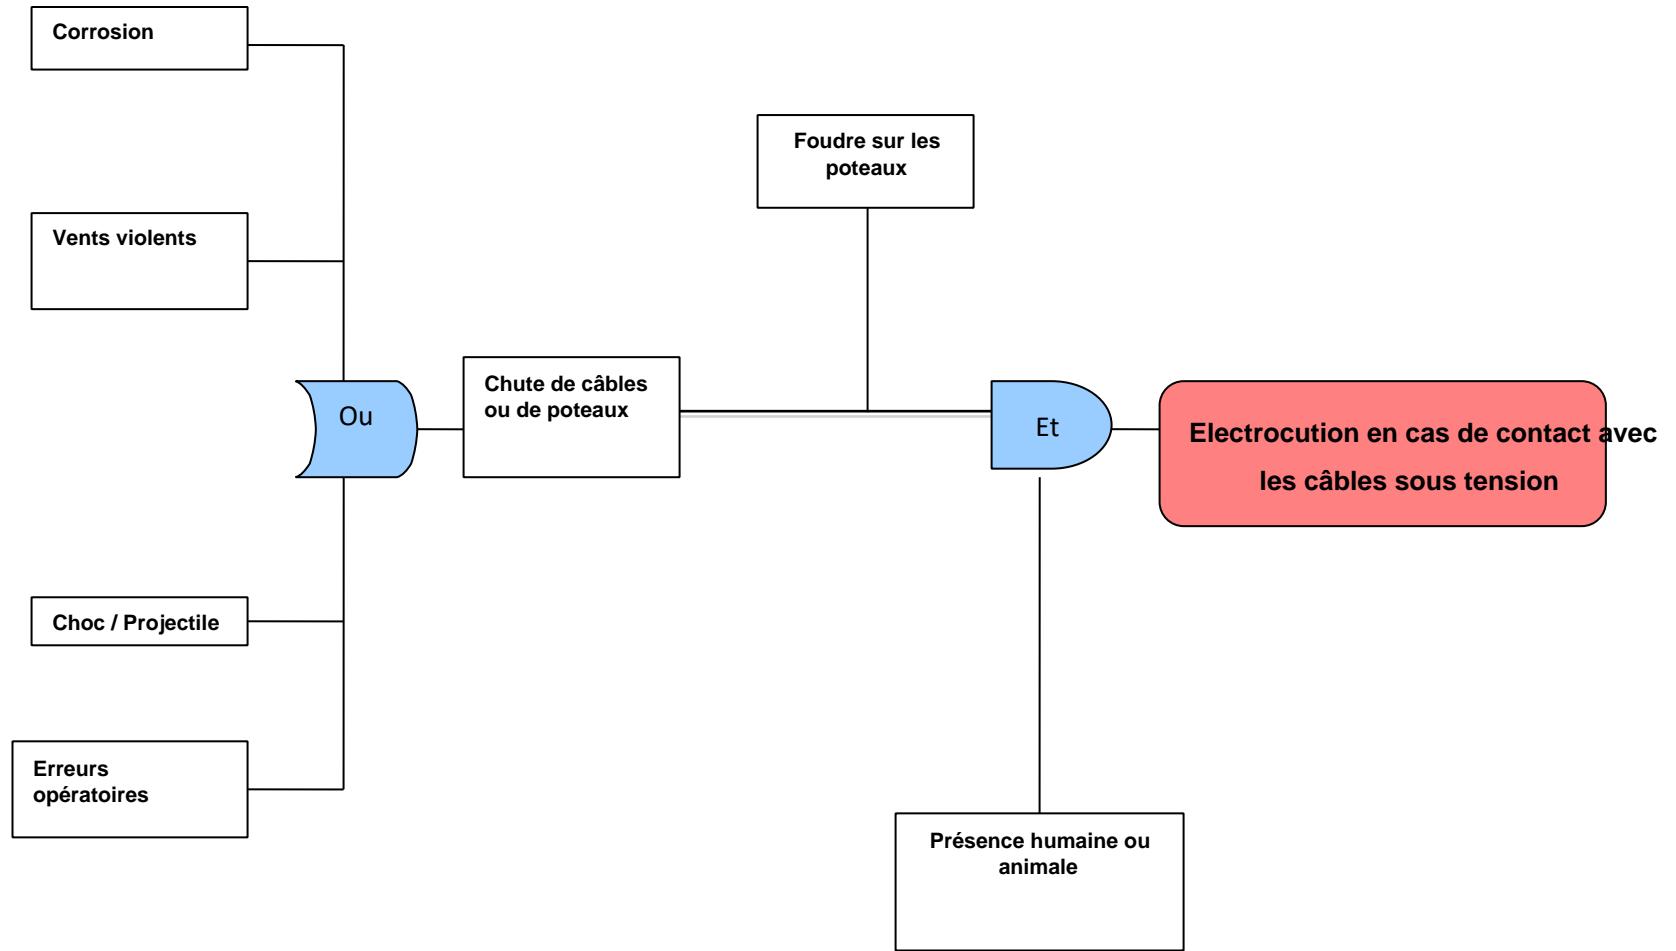 Corrosion
Foudre sur les
poteaux
Vents violents
Ou
Chute de câbles
ou de poteaux
Et
Electrocution en cas de contact avec
les câbles sous tension
Choc / Projectile
Erreurs
opératoires
Présence humaine ou
animale